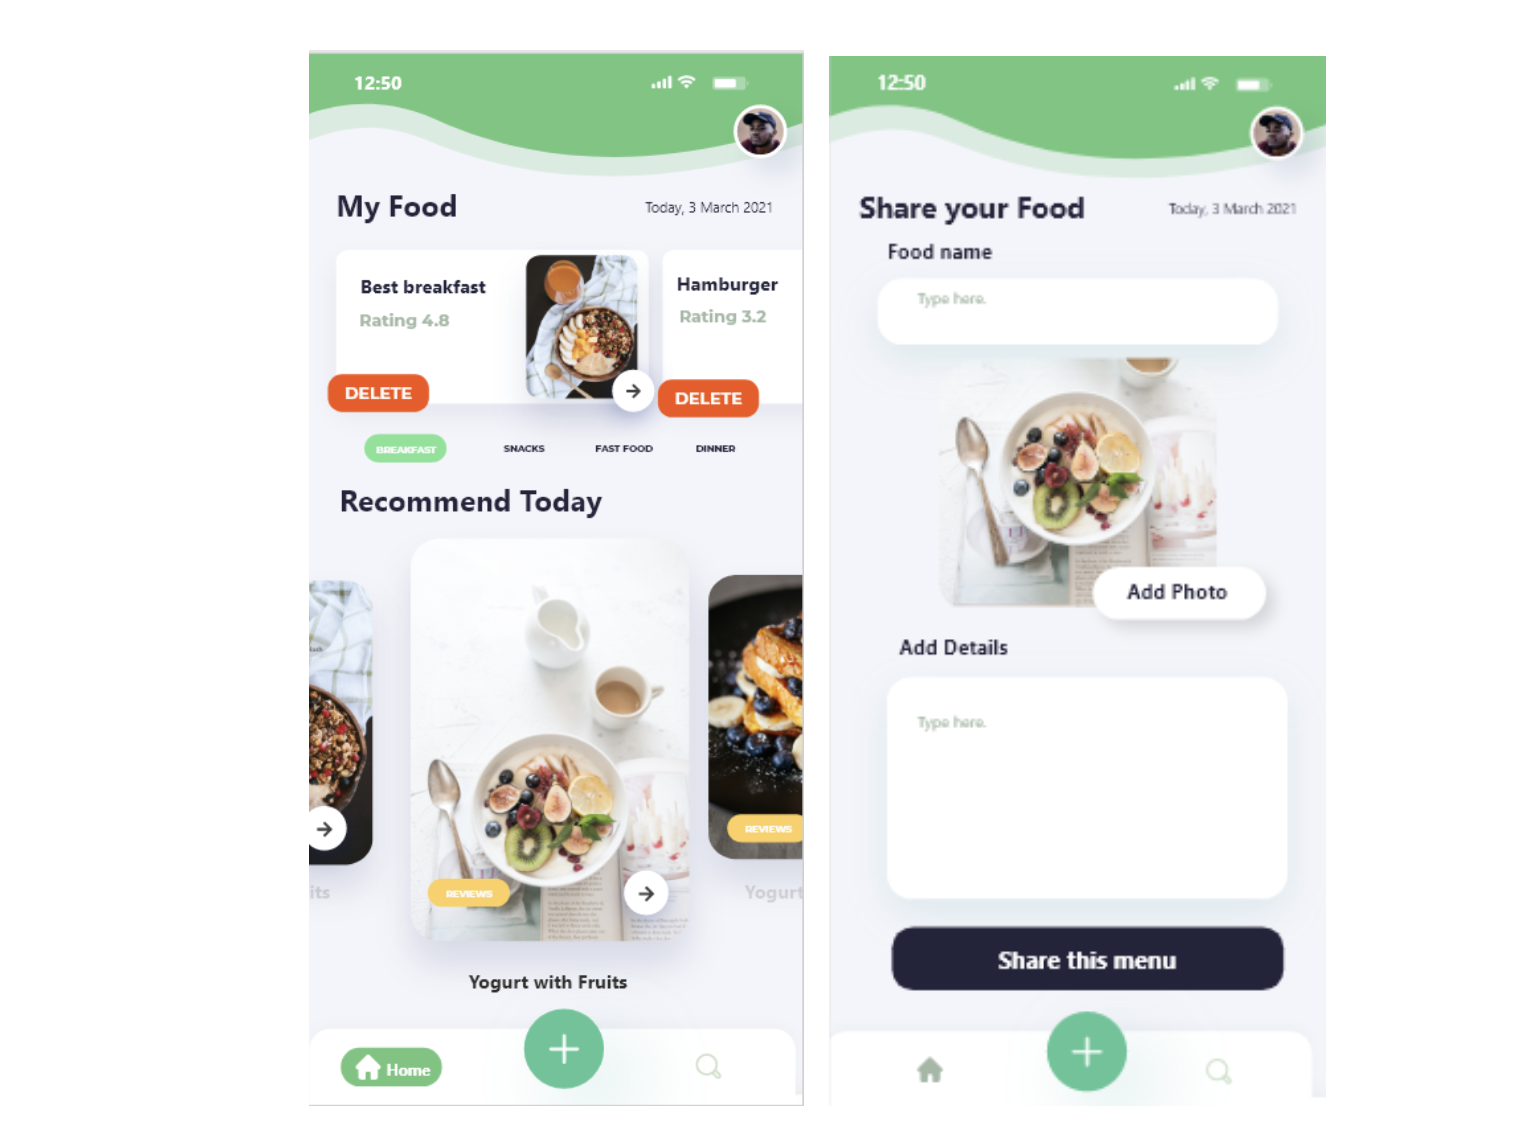 12:50
My Food
Today, 3 March 2021
Best breakfast
Rating 4.8
DELETE
Hamburger
Rating 3.2
DELETE
BREAKFAST
SNACKS
FAST FOOD
DINNER
Recommend Today
REVIEWS
REVIEWS
its
Yogurt
Yogurt with Fruits
Home
12:50
Share your Food
Today, 3 March 2021
Food name
Type here.
Add Photo
Add Details
Type here.
Share this menu